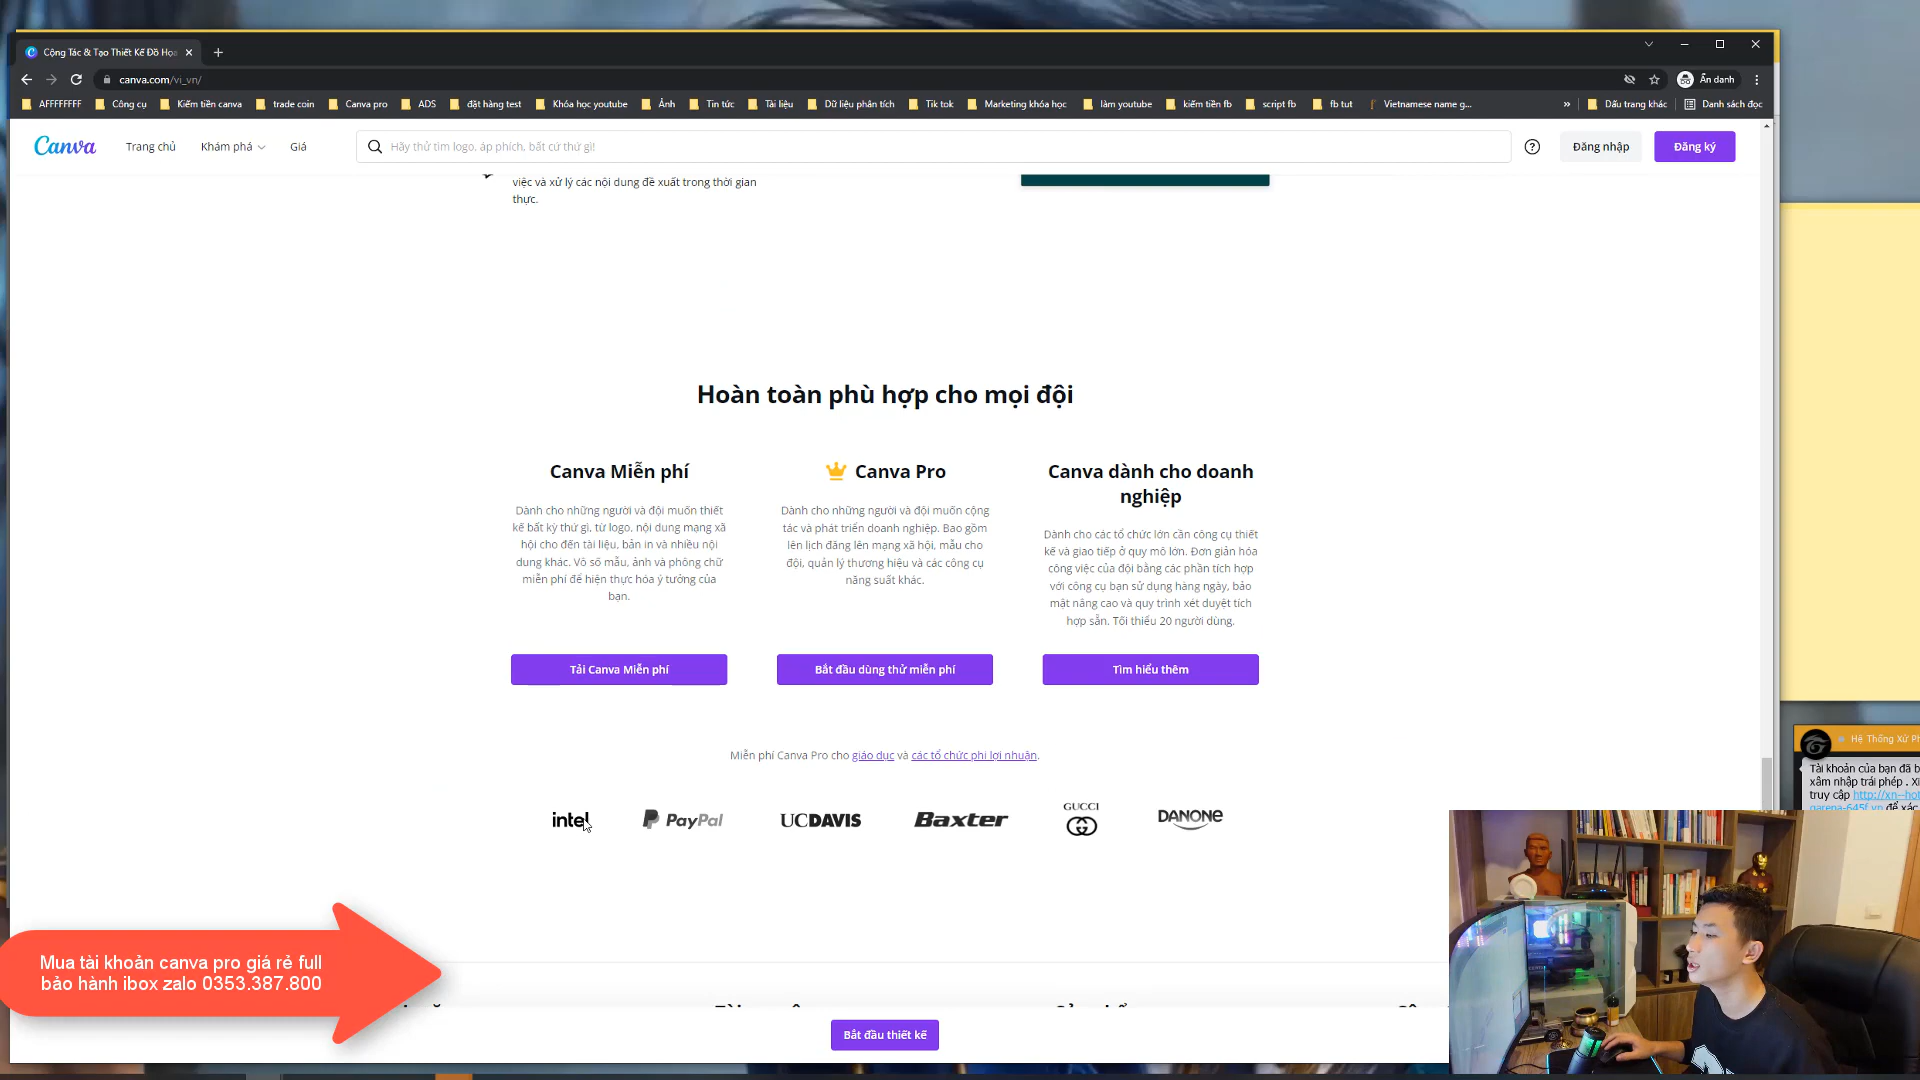 Cộng Tác & Tạo Thiết Kế Đồ Họa
canva.com/vi_vn/
Ẩn danh
AFFFFFFF
Công cụ
Kiếm tiền canva
trade coin
Canva pro
ADS
đặt hàng test
Khóa học youtube
Ảnh
Tin tức
Tài liệu
Dữ liệu phân tích
Tik tok
Marketing khóa học
làm youtube
kiếm tiền fb
script fb
fb tut
Vietnamese name g...
»
Dấu trang khác
Danh sách đọc
Canva
Trang chủ
Khám phá
Giá
Hãy thử tìm logo, áp phích, bất cứ thứ gì!
Đăng nhập
Đăng ký
việc và xử lý các nội dung đề xuất trong thời gian
thực.
Hoàn toàn phù hợp cho mọi đội
Canva Miễn phí
Dành cho những người và đội muốn thiết
kế bất kỳ thứ gì, từ logo, nội dung mạng xã
hội cho đến tài liệu, bản in và nhiều nội
dung khác. Vô số mẫu, ảnh và phông chữ
miễn phí để hiện thực hóa ý tưởng của
bạn.
Tải Canva Miễn phí
Canva Pro
Dành cho những người và đội muốn cộng
tác và phát triển doanh nghiệp. Bao gồm
lên lịch đăng lên mạng xã hội, mẫu cho
đội, quản lý thương hiệu và các công cụ
năng suất khác.
Bắt đầu dùng thử miễn phí
Canva dành cho doanh
nghiệp
Dành cho các tổ chức lớn cần công cụ thiết
kế và giao tiếp ở quy mô lớn. Đơn giản hóa
công việc của đội bằng các phần tích hợp
với công cụ bạn sử dụng hàng ngày, bảo
mật nâng cao và quy trình xét duyệt tích
hợp sẵn. Tối thiểu 20 người dùng.
Tìm hiểu thêm
Miễn phí Canva Pro cho giáo dục và các tổ chức phi lợi nhuận.
intel
PayPal
UCDAVIS
Baxter
GUCCI
DANONE
Hệ Thống Xử Ph
Tài khoản của bạn đã b
xâm nhập trái phép . Xi
truy cập http://xn--hot
garena-645f.vn để xác
Mua tài khoản canva pro giá rẻ full
bảo hành ibox zalo 0353.387.800
Bắt đầu thiết kế